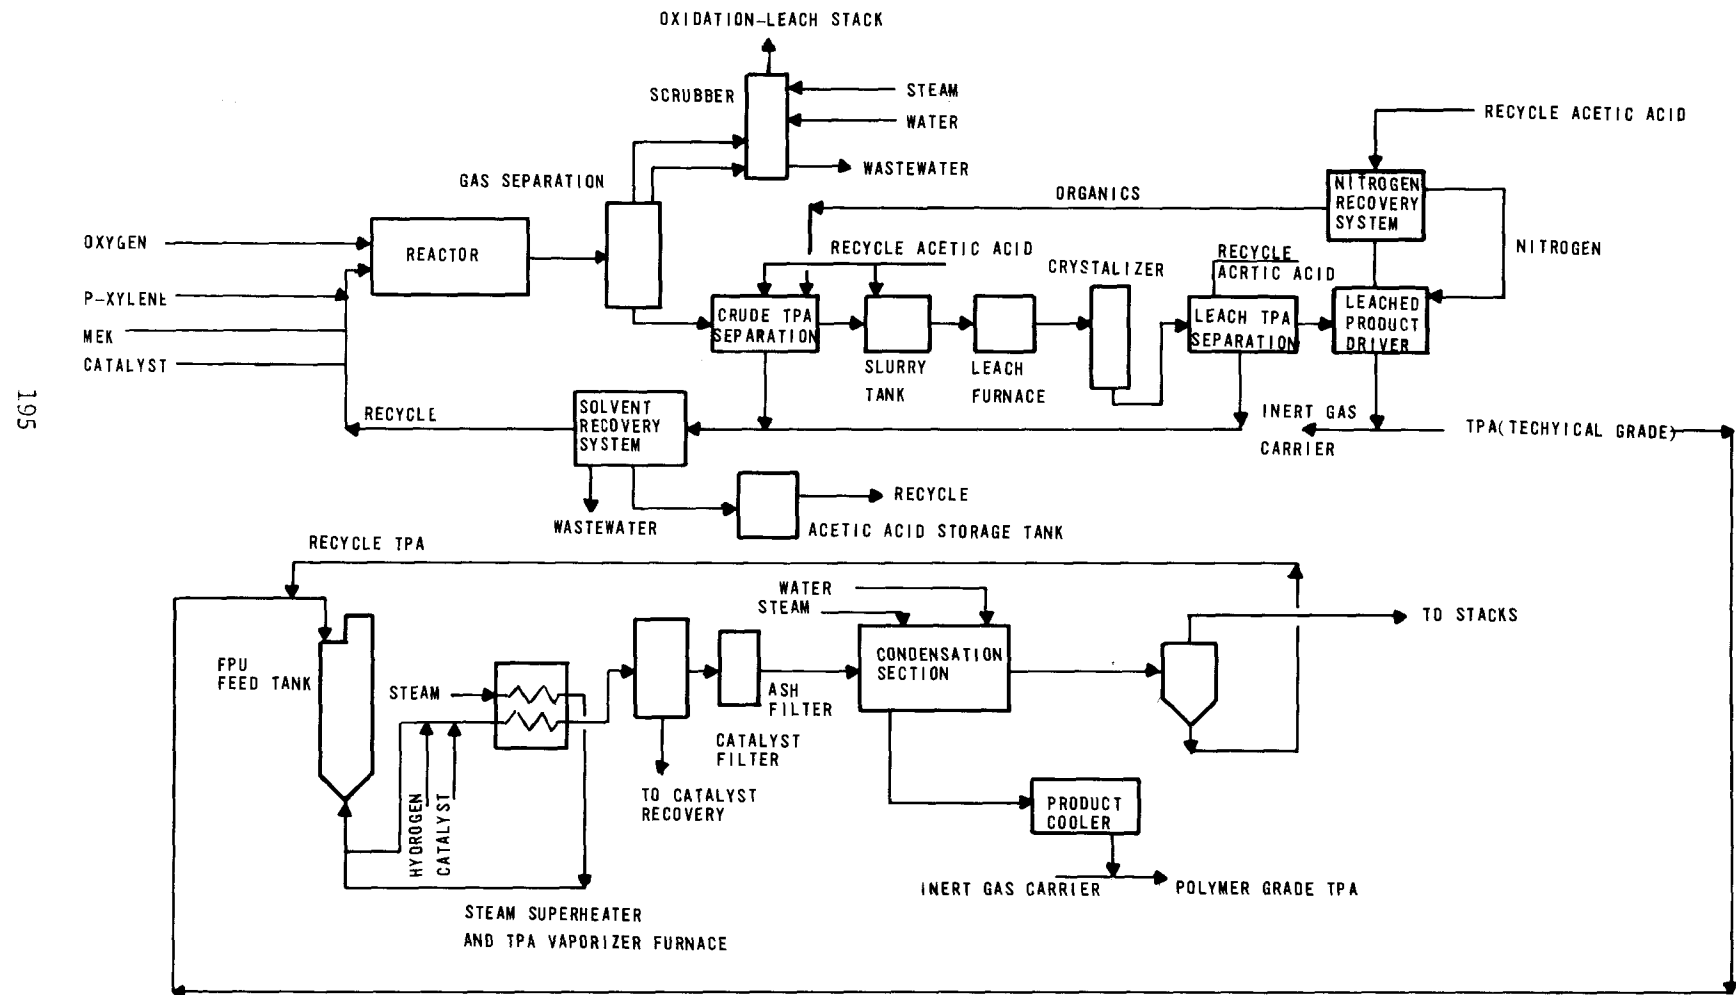 OXIDATION-LEACH STACK
SCRUBBER
STEAM
WATER
WASTEWATER
RECYCLE ACETIC ACID
GAS SEPARATION
NITROGEN
RECOVERY
SYSTEM
ORGANICS
OXYGEN
REACTOR
RECYCLE ACETIC ACID
NITROGEN
RECYCLE
ACRTIC ACID
CRYSTALIZER
P-XYLENE
MEK
CATALYST
CRUDE TPA
SEPARATION
LEACH TPA
SEPARATION
LEACHED
PRODUCT
DRIVER
SLURRY
TANK
LEACH
FURNACE
195
RECYCLE
SOLVENT
RECOVERY
SYSTEM
INERT GAS
CARRIER
TPA(TECHYICAL GRADE)
RECYCLE
WASTEWATER
ACETIC ACID STORAGE TANK
RECYCLE TPA
WATER
STEAM
TO STACKS
FPU
FEED TANK
STEAM
CONDENSATION
SECTION
ASH
FILTER
CATALYST
FILTER
HYDROGEN
CATALYST
TO CATALYST
RECOVERY
PRODUCT
COOLER
INERT GAS CARRIER
POLYMER GRADE TPA
STEAM SUPERHEATER
AND TPA VAPORIZER FURNACE